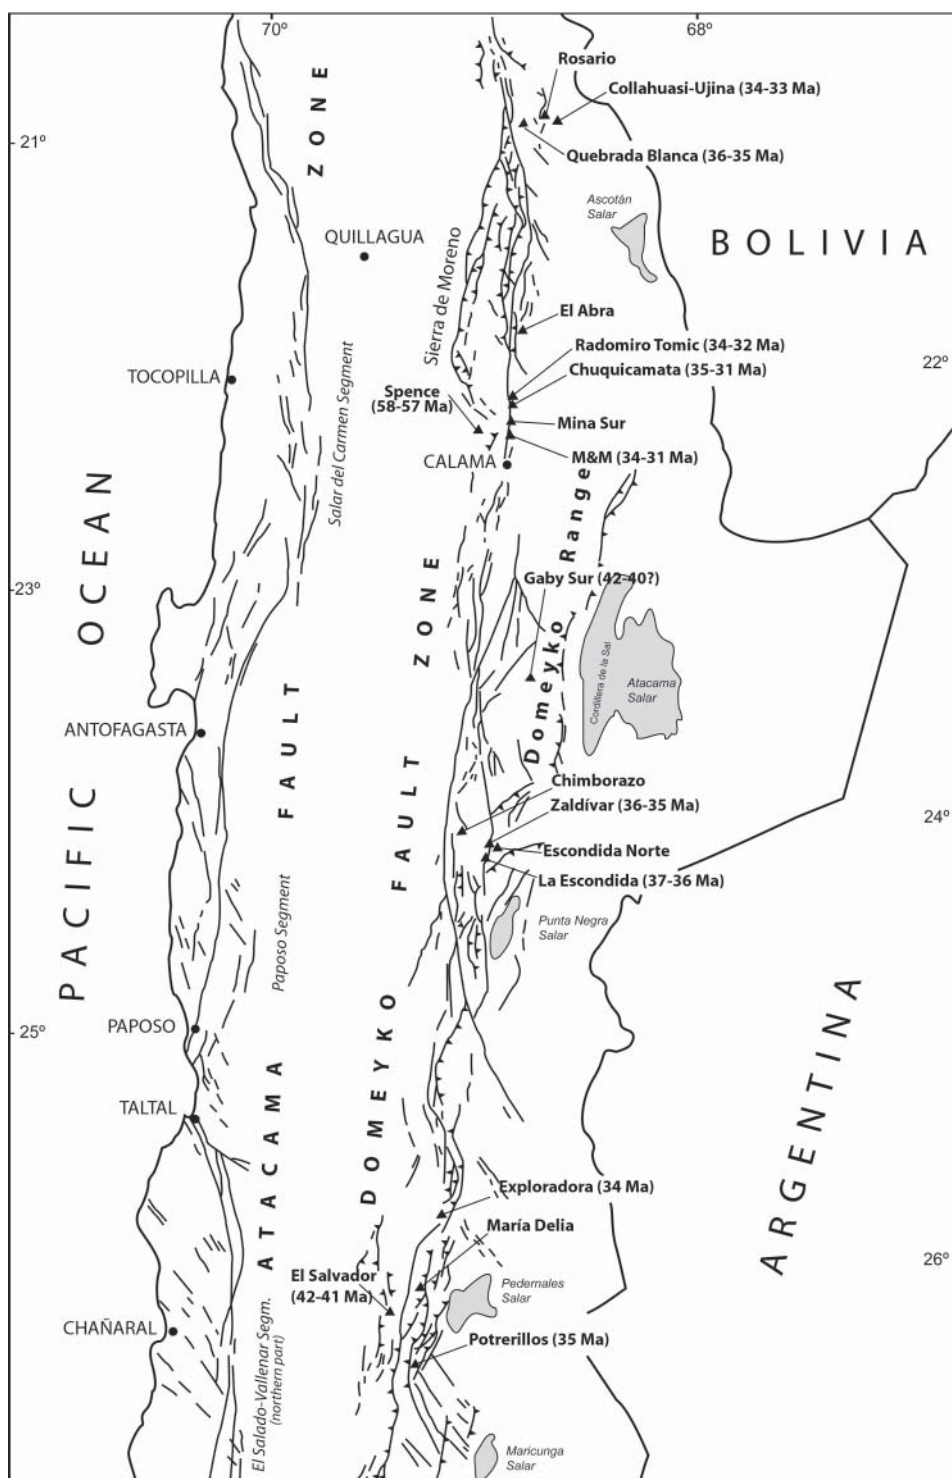 70º
68º
Rosario
Collahuasi-Ujina (34-33 Ma)
21º
Quebrada Blanca (36-35 Ma)
ZONE
Ascotán
Salar
QUILLAGUA
BOLIVIA
Sierra de Moreno
El Abra
Radomiro Tomic (34-32 Ma)
22º
Chuquicamata (35-31 Ma)
TOCOPILLA
Spence
(58-57 Ma)
Salar del Carmen Segment
Mina Sur
M&M (34-31 Ma)
CALAMA
PACIFIC OCEAN
Domeyko Range
Gaby Sur (42-40?)
23º
FAULT
DOMEYKO FAULT ZONE
Cordillera de la Sal
Atacama
Salar
ANTOFAGASTA
Chimborazo
Zaldívar (36-35 Ma)
24º
Escondida Norte
La Escondida (37-36 Ma)
Paposo Segment
Punta Negra
Salar
PAPOSO
25º
ARGENTINA
TALTAL
ATACAMA
Exploradora (34 Ma)
María Delia
26º
El Salvador
(42-41 Ma)
Pedernales
Salar
CHAÑARAL
Potrerillos (35 Ma)
El Salado-Vallenar Segm.
(northern part)
Maricunga
Salar